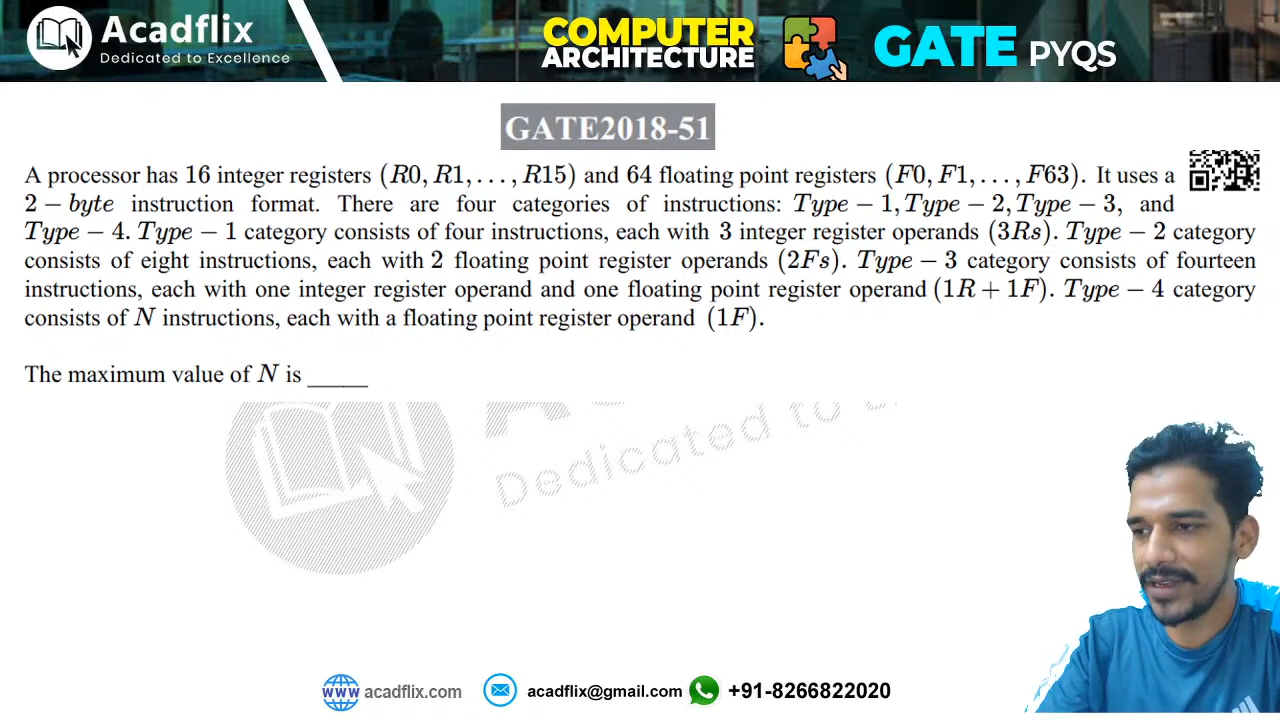 Acadflix
Dedicated to Excellence
COMPUTER
ARCHITECTURE
GATE PYQS
GATE2018-51
A processor has 16 integer registers (R0, R1, . . . , R15) and 64 floating point registers (F0, F1, . . . , F63). It uses a
2 − byte instruction format. There are four categories of instructions: Type − 1, Type − 2, Type − 3, and
Type − 4. Type − 1 category consists of four instructions, each with 3 integer register operands (3Rs). Type − 2 category
consists of eight instructions, each with 2 floating point register operands (2Fs). Type − 3 category consists of fourteen
instructions, each with one integer register operand and one floating point register operand (1R + 1F). Type − 4 category
consists of N instructions, each with a floating point register operand (1F).
The maximum value of N is _____
Dedicated to
www acadflix.com
acadflix@gmail.com
+91-8266822020